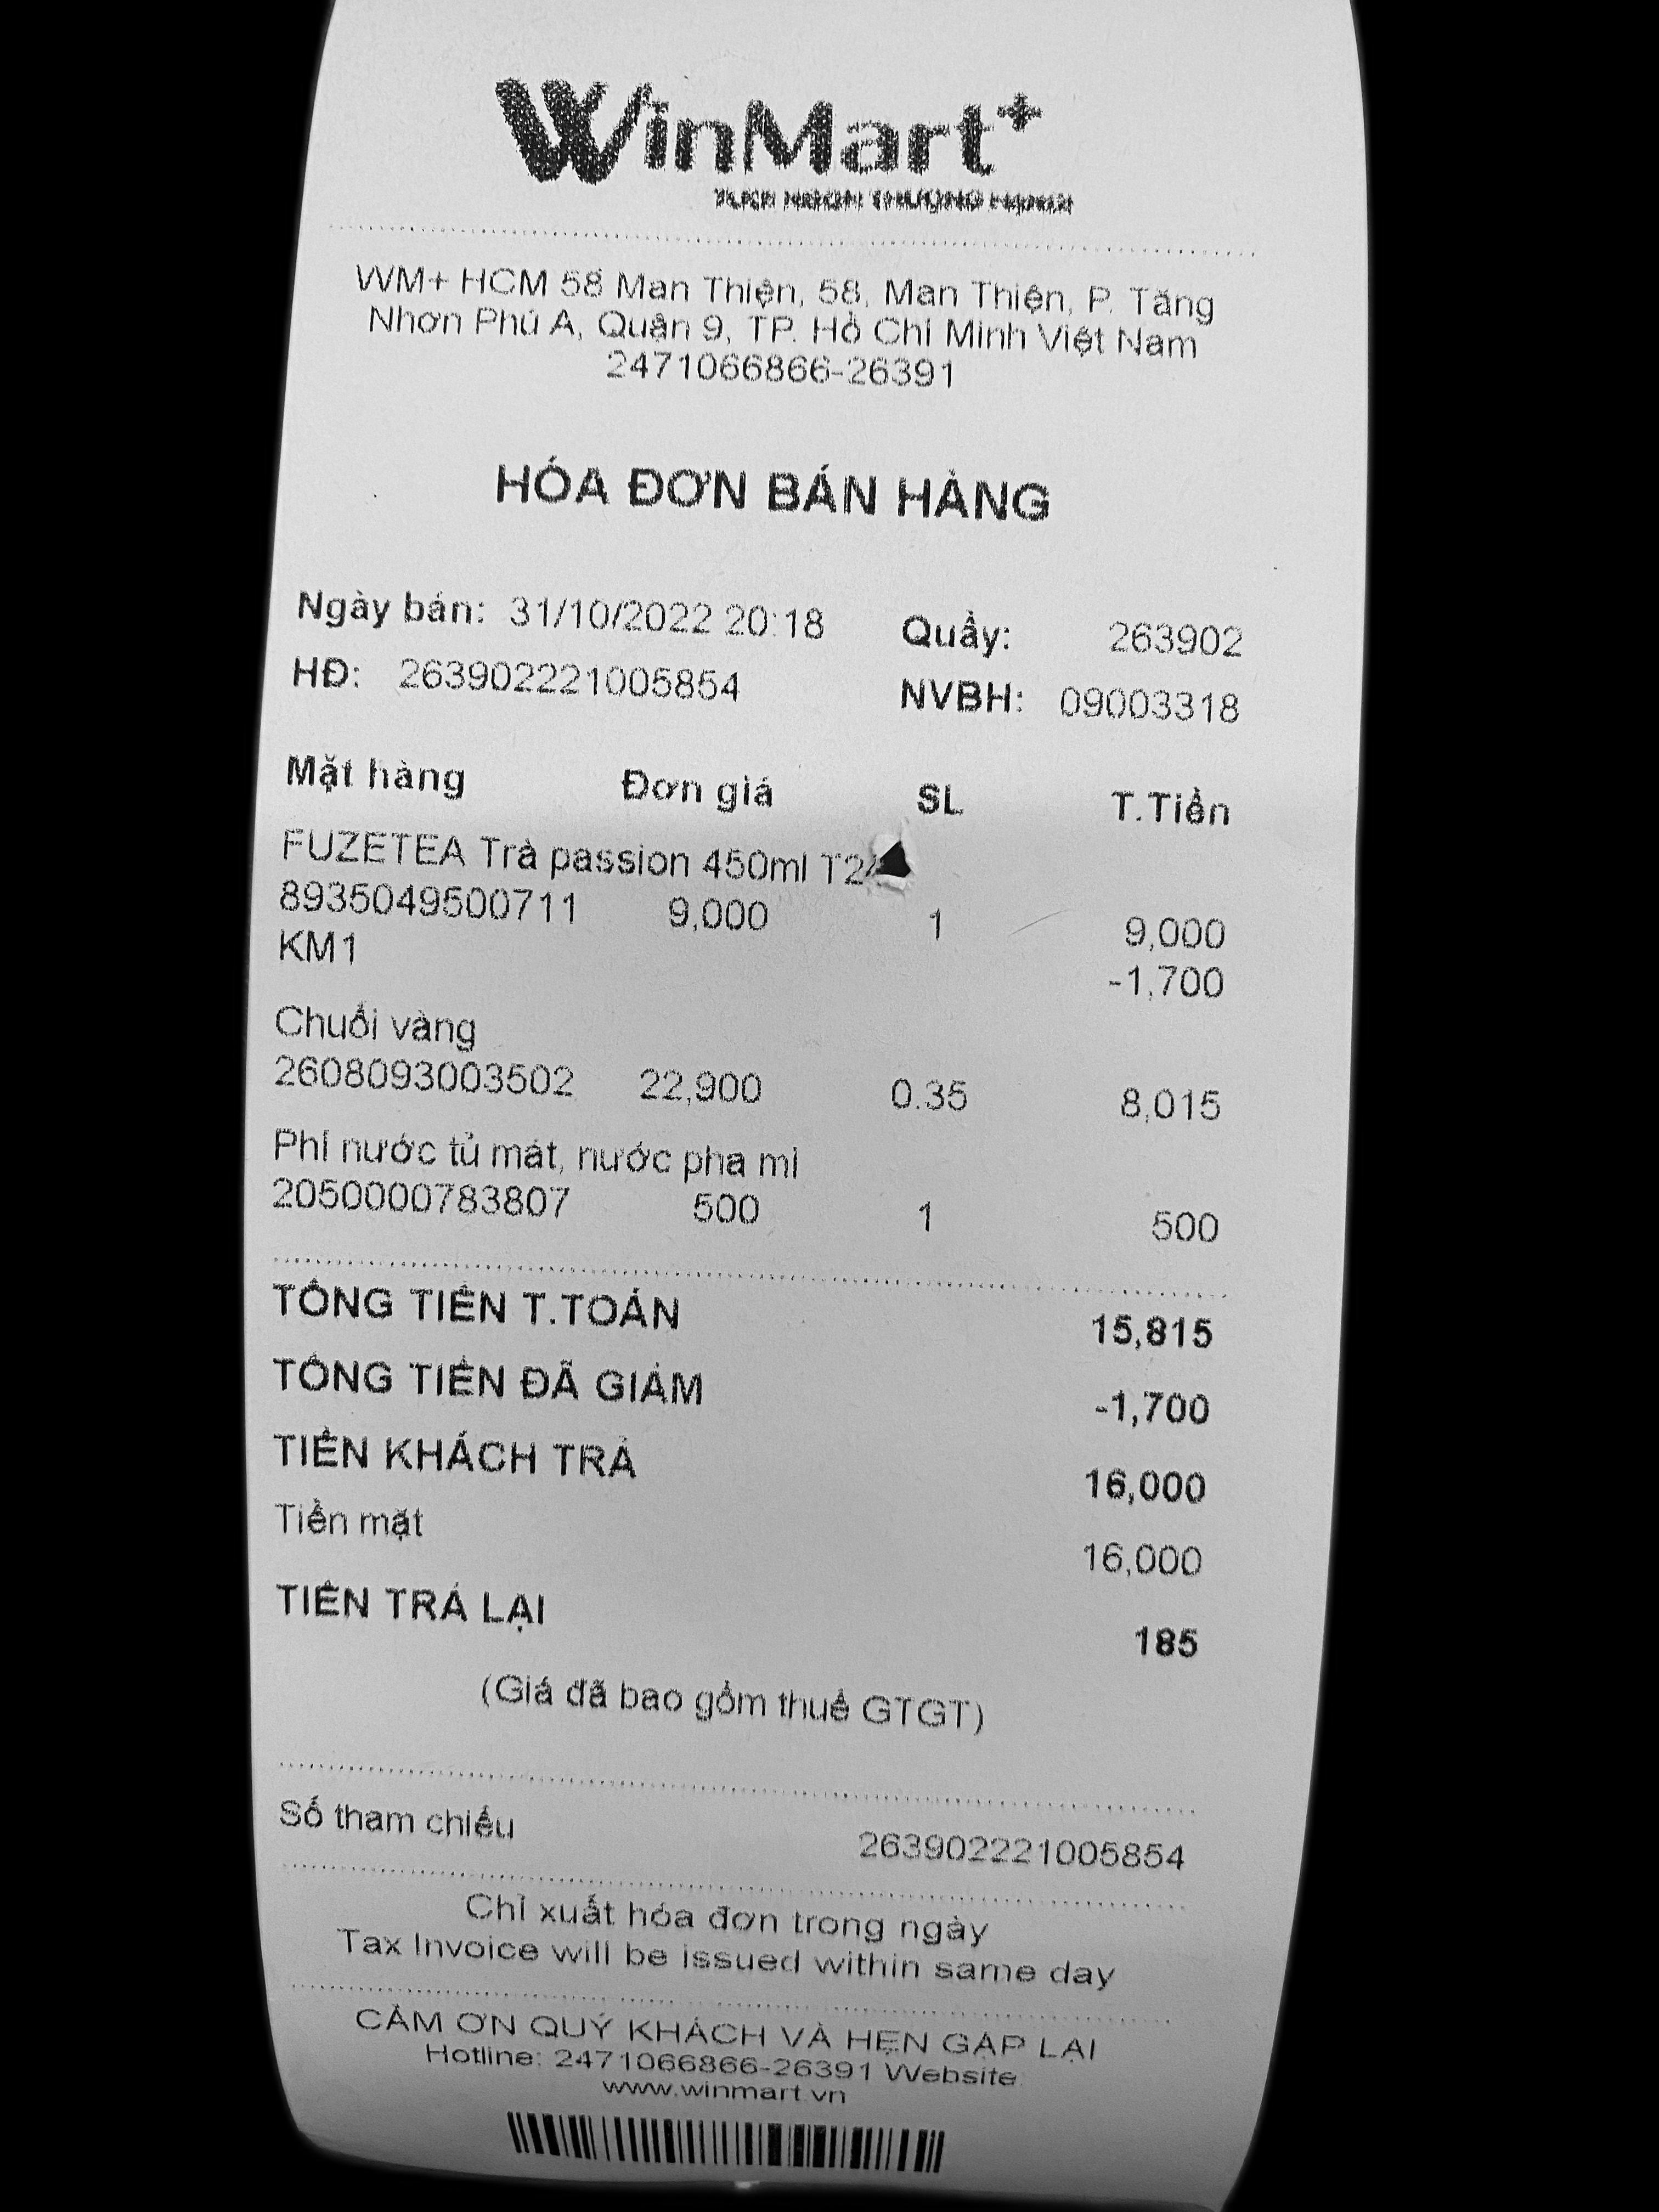 WinMart+
WM+ HCM 58 Man Thiện, 58, Man Thiện, P. Tăng
Nhơn Phú A, Quận 9, TP. Hồ Chí Minh Việt Nam
2471066866-26391
HÓA ĐƠN BÁN HÀNG
Ngày bán: 31/10/2022 20:18 Quầy: 263902
HĐ: 263902221005854 NVBH: 09003318
Mặt hàng Đơn giá SL T.Tiền
FUZETEA Trà passion 450ml
8935049500711 9,000 1 9,000
KM1 -1,700
Chuối vàng
2608093003502 22,900 0.35 8,015
Phí nước tủ mát, nước pha mì
2050000783807 500 1 500
TỔNG TIỀN T.TOÁN 15,815
TỔNG TIỀN ĐÃ GIẢM -1,700
TIỀN KHÁCH TRẢ 16,000
Tiền mặt 16,000
TIỀN TRẢ LẠI 185
(Giá đã bao gồm thuế GTGT)
Số tham chiếu 263902221005854
Chỉ xuất hóa đơn trong ngày
Tax Invoice will be issued within same day
CẢM ƠN QUÝ KHÁCH VÀ HẸN GẶP LẠI
Hotline: 2471066866-26391 Website:
www.winmart.vn